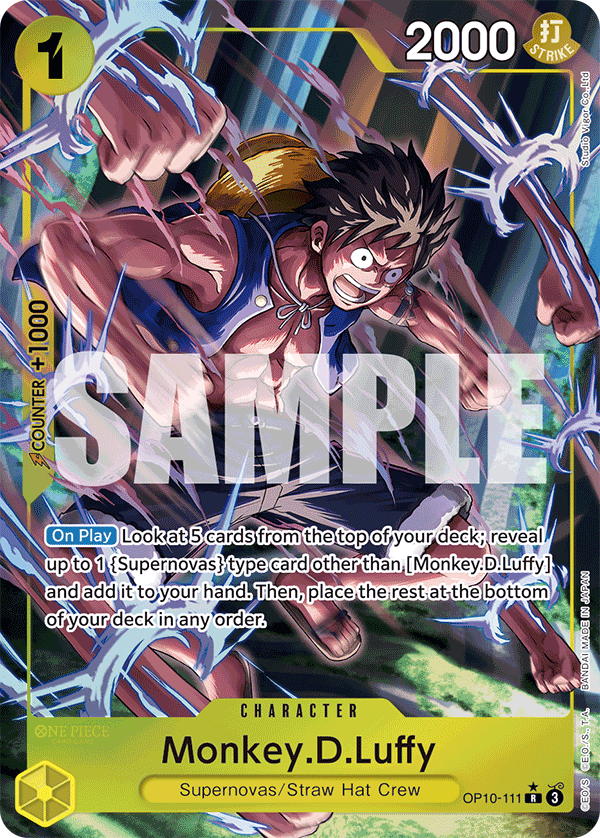 1
2000
打
STRIKE
Studio Vigor Co.,Ltd
COUNTER +1000
SAMPLE
On Play Look at 5 cards from the top of your deck; reveal
up to 1 {Supernovas} type card other than [Monkey.D.Luffy]
and add it to your hand. Then, place the rest at the bottom
of your deck in any order.
BANDAI MADE IN JAPAN
ONE PIECE
CARD GAME
CHARACTER
Monkey.D.Luffy
Supernovas/Straw Hat Crew
OP10-111 ★ R 3